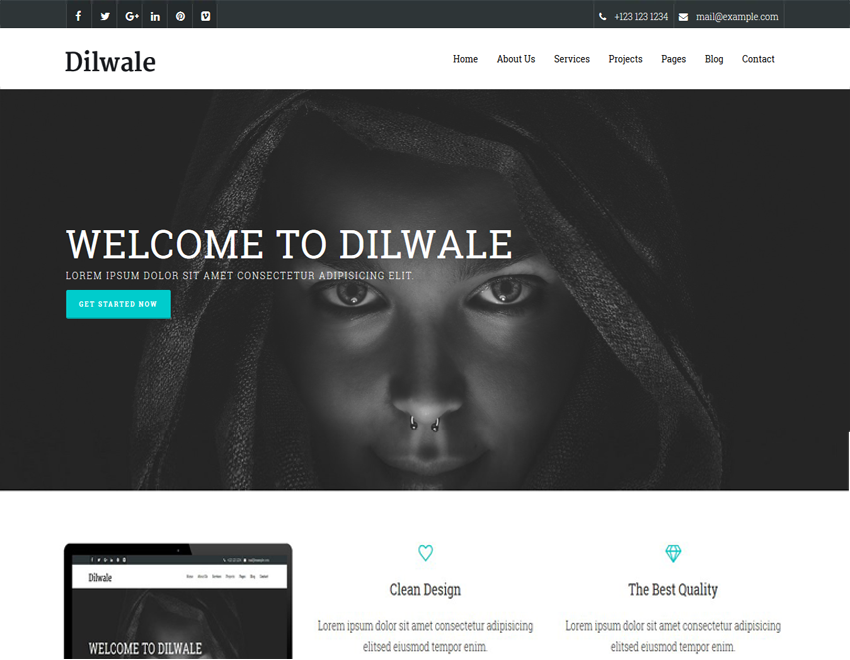 +123 123 1234 mail@example.com
Dilwale
Home About Us Services Projects Pages Blog Contact
WELCOME TO DILWALE
LOREM IPSUM DOLOR SIT AMET CONSECTETUR ADIPISICING ELIT.
GET STARTED NOW
Dilwale
Home About Us Services Projects Pages Blog Contact
WELCOME TO DILWALE
Clean Design
Lorem ipsum dolor sit amet consectetur adipisicing
elitsed eiusmod tempor enim.
The Best Quality
Lorem ipsum dolor sit amet consectetur adipisicing
elitsed eiusmod tempor enim.